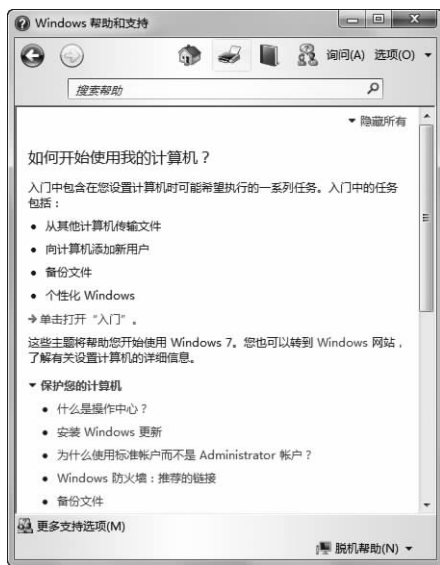 Windows 帮助和支持
询问(A) 选项(O)
搜索帮助
隐藏所有
如何开始使用我的计算机？
入门中包含在您设置计算机时可能希望执行的一系列任务。入门中的任务
包括：
• 从其他计算机传输文件
• 向计算机添加新用户
• 备份文件
• 个性化 Windows
单击打开“入门”。
这些主题将帮助您开始使用 Windows 7。您也可以转到 Windows 网站，
了解有关设置计算机的详细信息。
保护您的计算机
• 什么是操作中心？
• 安装 Windows 更新
• 为什么使用标准帐户而不是 Administrator 帐户？
• Windows 防火墙：推荐的链接
• 备份文件
更多支持选项(M)
脱机帮助(N)